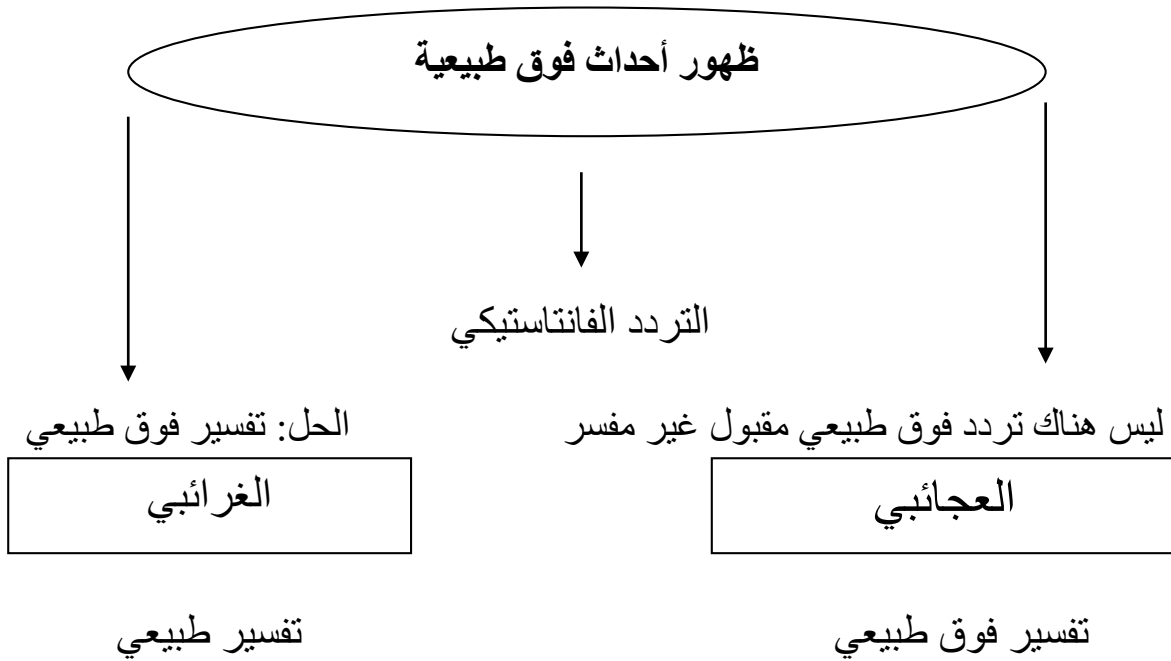 ظهور أحداث فوق طبيعية
التردد الفانتاستيكي
ليس هناك تردد فوق طبيعي مقبول غير مفسر
الحل: تفسير فوق طبيعي
العجائبي
الغرائبي
تفسير فوق طبيعي
تفسير طبيعي